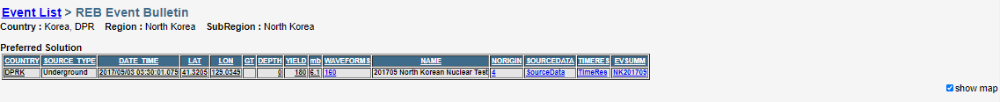 Event List > REB Event Bulletin
Country : Korea, DPR Region : North Korea SubRegion : North Korea
Preferred Solution
COUNTRY SOURCE_TYPE DATE_TIME LAT LON GT DEPTH YIELD mb WAVEFORMS NAME NORIGIN SOURCEDATA TIMERES EVSUMM
DPRK Underground 2017/09/03 03:30:01.079 41.3205 129.0349 0 180 6.1 160 201709 North Korean Nuclear Test 4 SourceData TimeRes NK201709
show map